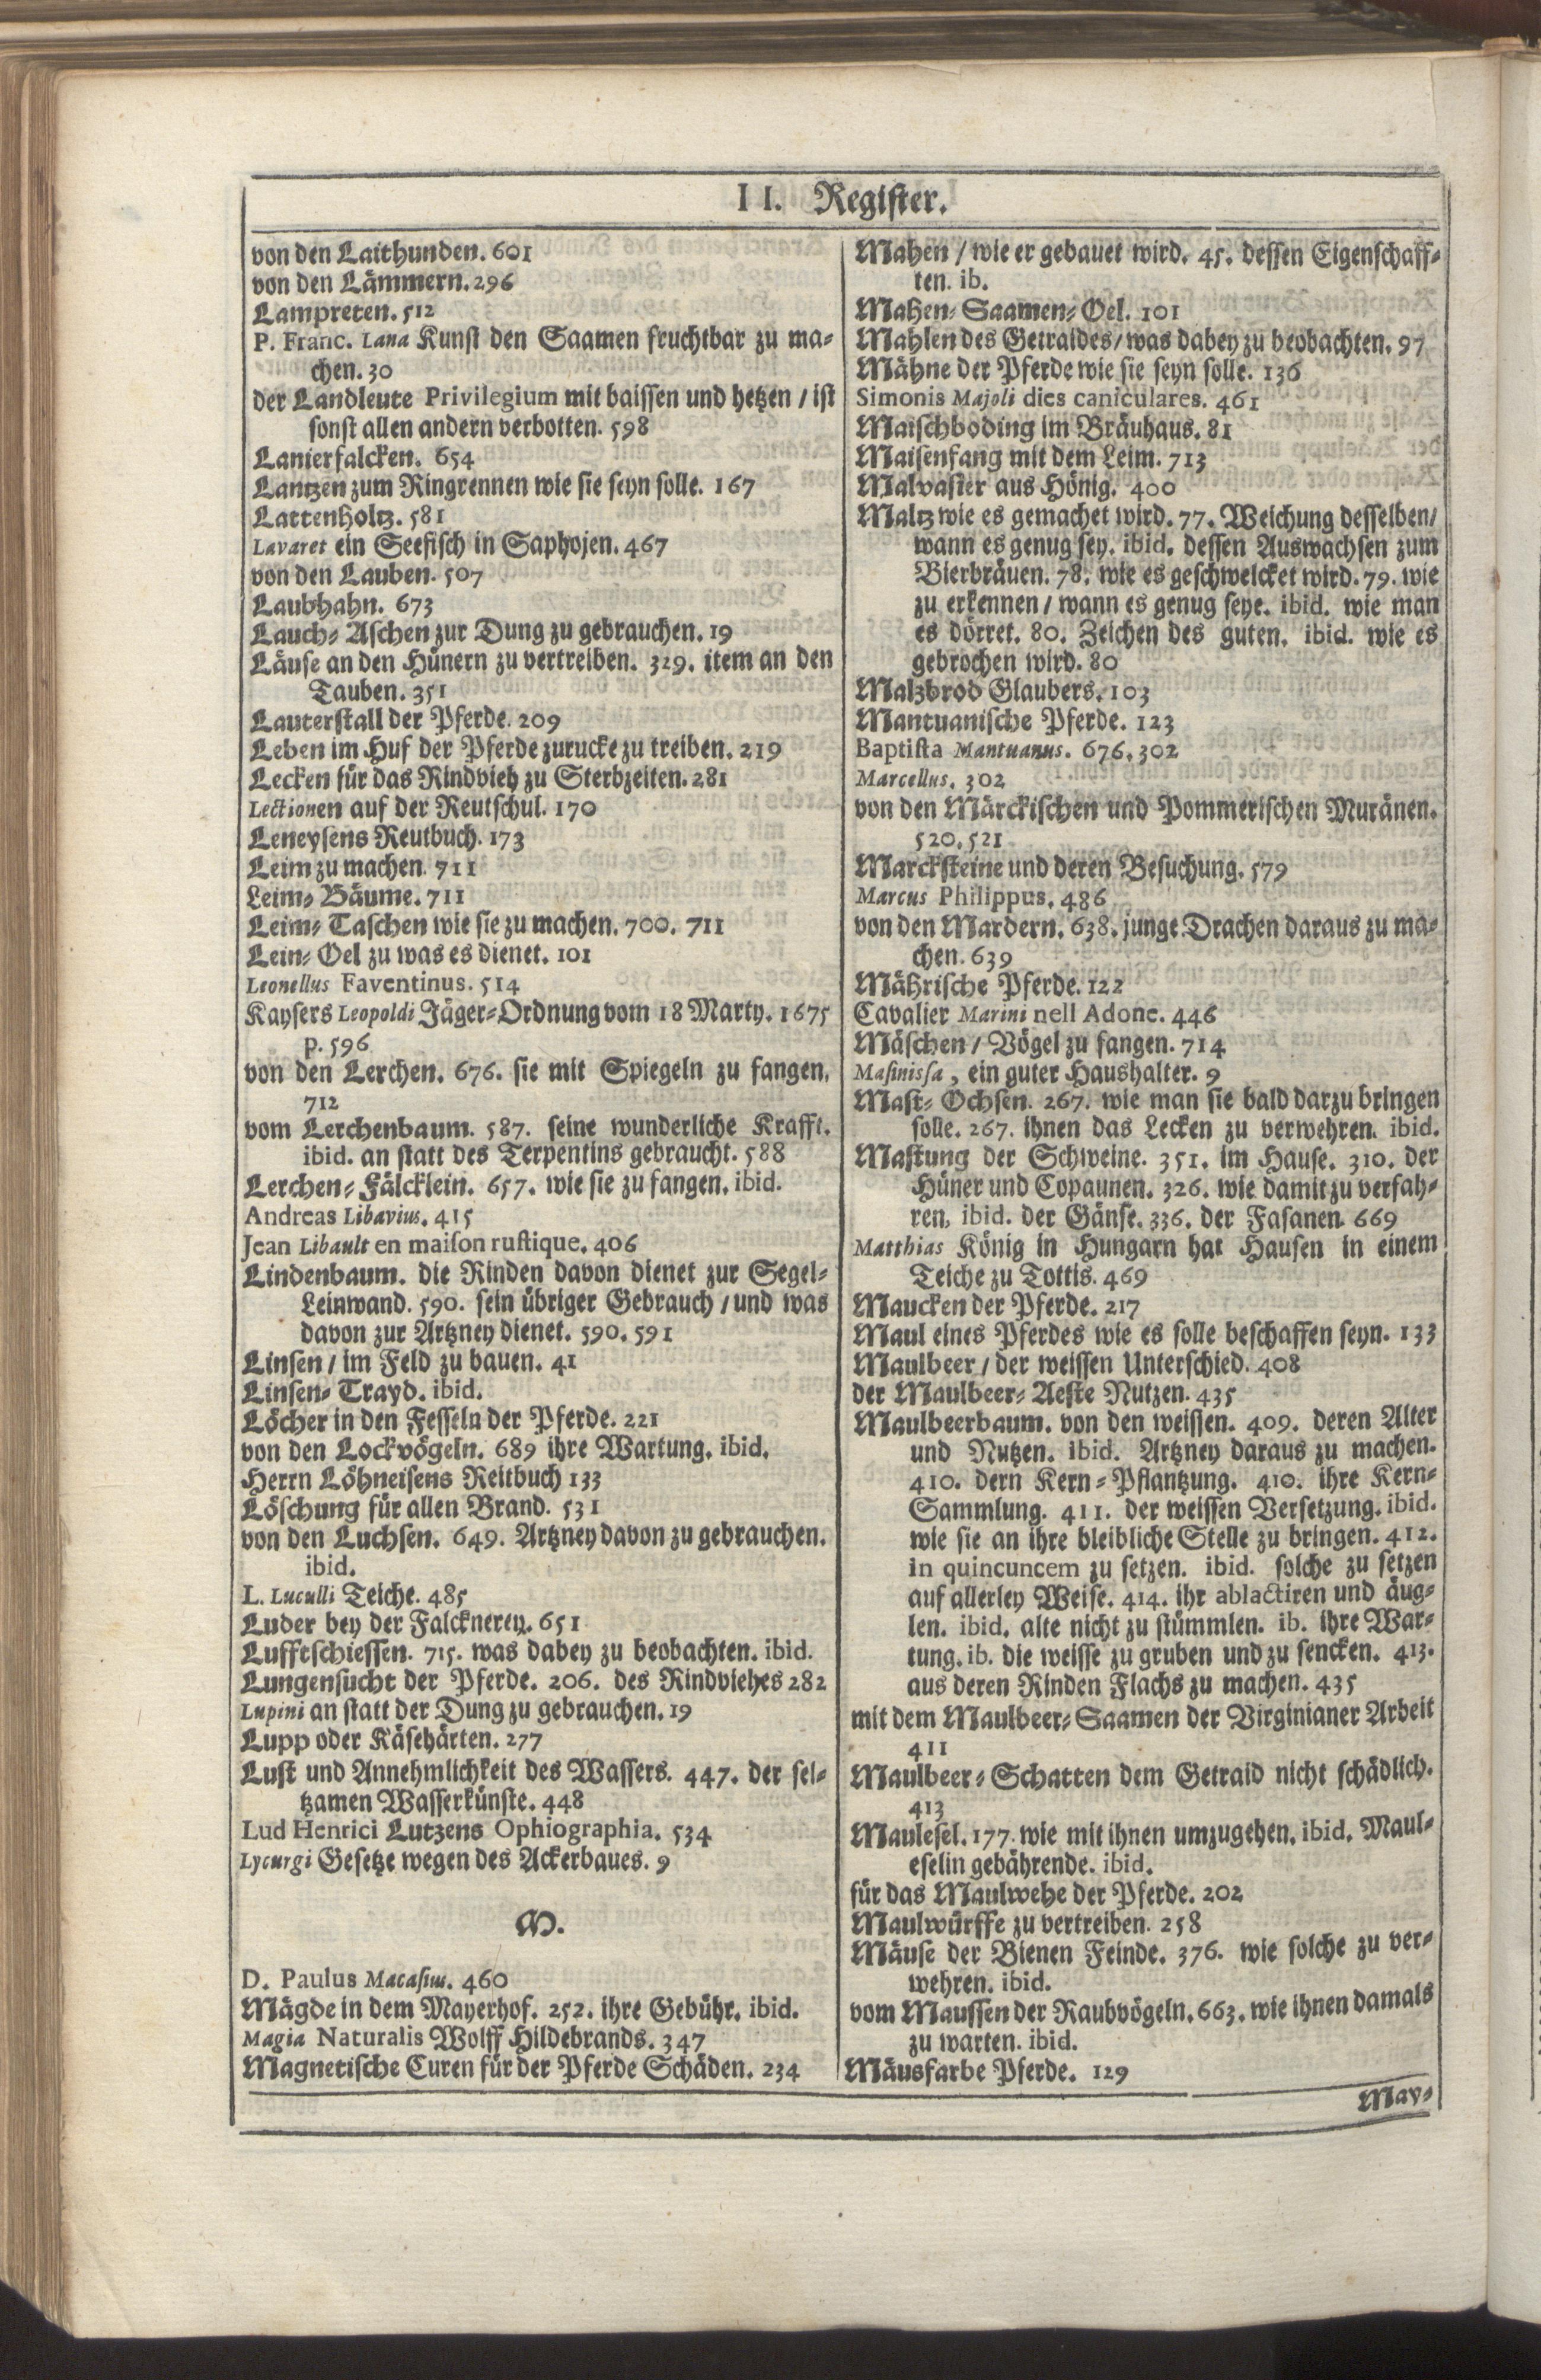 II. Register.
von den Laithunden. 601
von den Lämmern. 296
Lampreten. 512
P. Franc. Lana Kunst den Saamen fruchtbar zu ma-
chen. 30
der Landleute Privilegium mit baissen und hetzen / ist
sonst allen andern verbotten. 598
Lanierfalcken. 654
Lantzen zum Ringrennen wie sie seyn solle. 167
Lattenholtz. 581
Lavaret ein Seefisch in Saphojen. 467
von den Lauben. 507
Laubhahn. 673
Lauch-Aschen zur Dung zu gebrauchen. 19
Läuse an den Hünern zu vertreiben. 329. item an den
Tauben. 351
Lauterstall der Pferde. 209
Leben im Huf der Pferde zurucke zu treiben. 219
Lecken für das Rindvieh zu Sterbzeiten. 281
Lectionen auf der Reutschul. 170
Leneysens Reutbuch. 173
Leim zu machen. 711
Leim-Bäume. 711
Leim-Taschen wie sie zu machen. 700. 711
Lein-Oel zu was es dienet. 101
Leonellus Faventinus. 514
Kaysers Leopoldi Jäger-Ordnung vom 18 Marty. 1675
p. 596
von den Lerchen. 676. sie mit Spiegeln zu fangen.
712
vom Lerchenbaum. 587. seine wunderliche Krafft.
ibid. an statt des Terpentins gebraucht. 588
Lerchen-Fälcklein. 657. wie sie zu fangen. ibid.
Andreas Libavius. 415
Jean Libault en maison rustique. 406
Lindenbaum. die Rinden davon dienet zur Segel-
Leinwand. 590. sein übriger Gebrauch / und was
davon zur Artzney dienet. 590. 591
Linsen / im Feld zu bauen. 41
Linsen-Trayd. ibid.
Löcher in den Fesseln der Pferde. 221
von den Lockvögeln. 689 ihre Wartung. ibid.
Herrn Löhneisens Reitbuch 133
Löschung für allen Brand. 531
von den Luchsen. 649. Artzney davon zu gebrauchen.
ibid.
L. Luculli Teiche. 485
Luder bey der Falcknerey. 651
Lufftschiessen. 715. was dabey zu beobachten. ibid.
Lungensucht der Pferde. 206. des Rindviehes 282
Lupini an statt der Dung zu gebrauchen. 19
Lupp oder Käsehärten. 277
Lust und Annehmlichkeit des Wassers. 447. der sel-
tzamen Wasserkünste. 448
Lud Henrici Lutzens Ophiographia. 534
Lycurgi Gesetze wegen des Ackerbaues. 9
M.
D. Paulus Macasius. 460
Mägde in dem Mayerhof. 252. ihre Gebühr. ibid.
Magia Naturalis Wolff Hildebrands. 347
Magnetische Curen für der Pferde Schäden. 234
Mahen / wie er gebauet wird. 45. dessen Eigenschaff-
ten. ib.
Mahen-Saamen-Oel. 101
Mahlen des Getraides / was dabey zu beobachten. 97
Mähne der Pferde wie sie seyn solle. 136
Simonis Majoli dies caniculares. 461
Maischboding im Bräuhaus. 81
Maisenfang mit dem Leim. 713
Malvasier aus Hönig. 400
Maltz wie es gemachet wird. 77. Weichung desselben /
wann es genug sey. ibid. dessen Auswachsen zum
Bierbräuen. 78. wie es geschwelcket wird. 79. wie
zu erkennen / wann es genug seye. ibid. wie man
es dörret. 80. Zeichen des guten. ibid. wie es
gebrochen wird. 80
Malzbrod Glaubers. 103
Mantuanische Pferde. 123
Baptista Mantuanus. 676. 302
Marcellus. 302
von den Märckischen und Pommerischen Muränen.
520. 521
Marcksteine und deren Besuchung. 579
Marcus Philippus. 486
von den Mardern. 638. junge Drachen daraus zu ma-
chen. 639
Mährische Pferde. 122
Cavalier Marini nell Adone. 446
Mäschen / Vögel zu fangen. 714
Masinissa, ein guter Haushalter. 9
Mast-Ochsen. 267. wie man sie bald darzu bringen
solle. 267. ihnen das Lecken zu verwehren. ibid.
Mastung der Schweine. 351. im Hause. 310. der
Hüner und Copaunen. 326. wie damit zu verfah-
ren. ibid. der Gänse. 336. der Fasanen. 669
Matthias König in Hungarn hat Hausen in einem
Teiche zu Tottis. 469
Maucken der Pferde. 217
Maul eines Pferdes wie es solle beschaffen seyn. 133
Maulbeer / der weissen Unterschied. 408
der Maulbeer-Aeste Nutzen. 435
Maulbeerbaum. von den weissen. 409. deren Alter
und Nutzen. ibid. Artzney daraus zu machen.
410. dern Kern-Pflantzung. 410. ihre Kern-
Sammlung. 411. der weissen Versetzung. ibid.
wie sie an ihre bleibliche Stelle zu bringen. 412.
in quincuncem zu setzen. ibid. solche zu setzen
auf allerley Weise. 414. ihr ablactiren und äug-
len. ibid. alte nicht zu stümmlen. ib. ihre War-
tung. ib. die weisse zu gruben und zu sencken. 413.
aus deren Rinden Flachs zu machen. 435
mit dem Maulbeer-Saamen der Virginianer Arbeit
411
Maulbeer-Schatten dem Getraid nicht schädlich.
413
Maulesel. 177. wie mit ihnen umzugehen. ibid. Maul-
eselin gebährende. ibid.
für das Maulwehe der Pferde. 202
Maulwürffe zu vertreiben. 258
Mäuse der Bienen Feinde. 376. wie solche zu ver-
wehren. ibid.
vom Maussen der Raubvögeln. 663. wie ihnen damals
zu warten. ibid.
Mäusfarbe Pferde. 129
May-